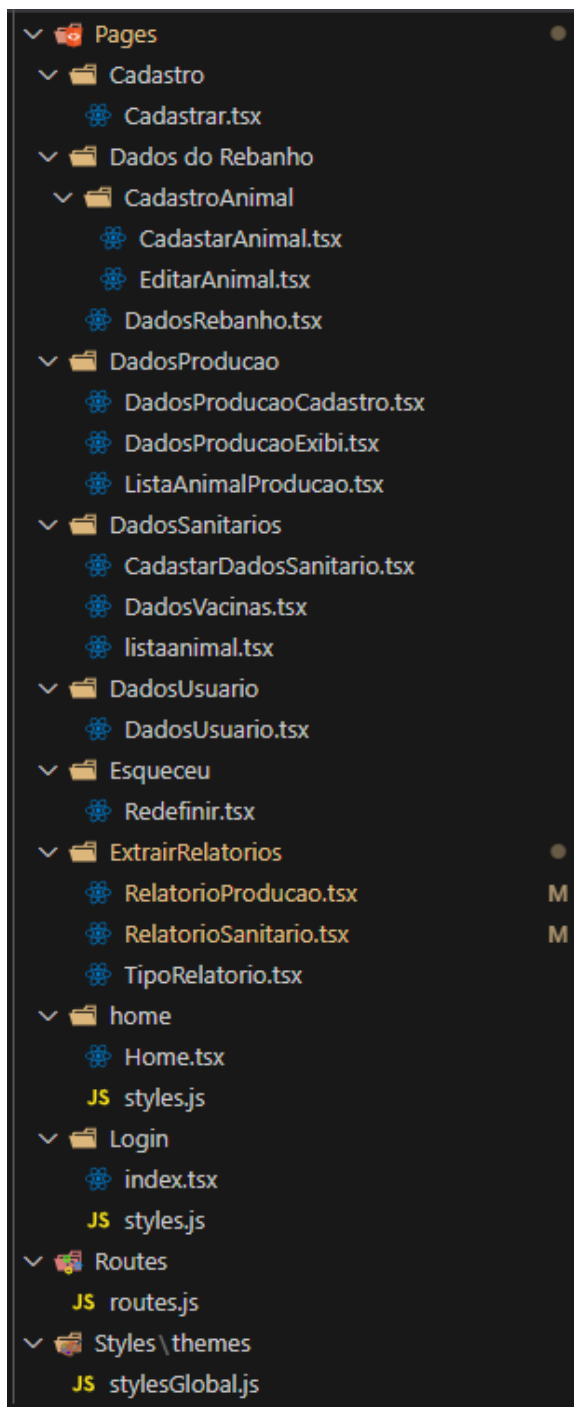 Pages
Cadastro
Cadastrar.tsx
Dados do Rebanho
CadastroAnimal
CadastarAnimal.tsx
EditarAnimal.tsx
DadosRebanho.tsx
DadosProducao
DadosProducaoCadastro.tsx
DadosProducaoExibi.tsx
ListaAnimalProducao.tsx
DadosSanitarios
CadastarDadosSanitario.tsx
DadosVacinas.tsx
listaanimal.tsx
DadosUsuario
DadosUsuario.tsx
Esqueceu
Redefinir.tsx
ExtrairRelatorios
RelatorioProducao.tsx M
RelatorioSanitario.tsx M
TipoRelatorio.tsx
home
Home.tsx
JS styles.js
Login
index.tsx
JS styles.js
Routes
JS routes.js
Styles\themes
JS stylesGlobal.js